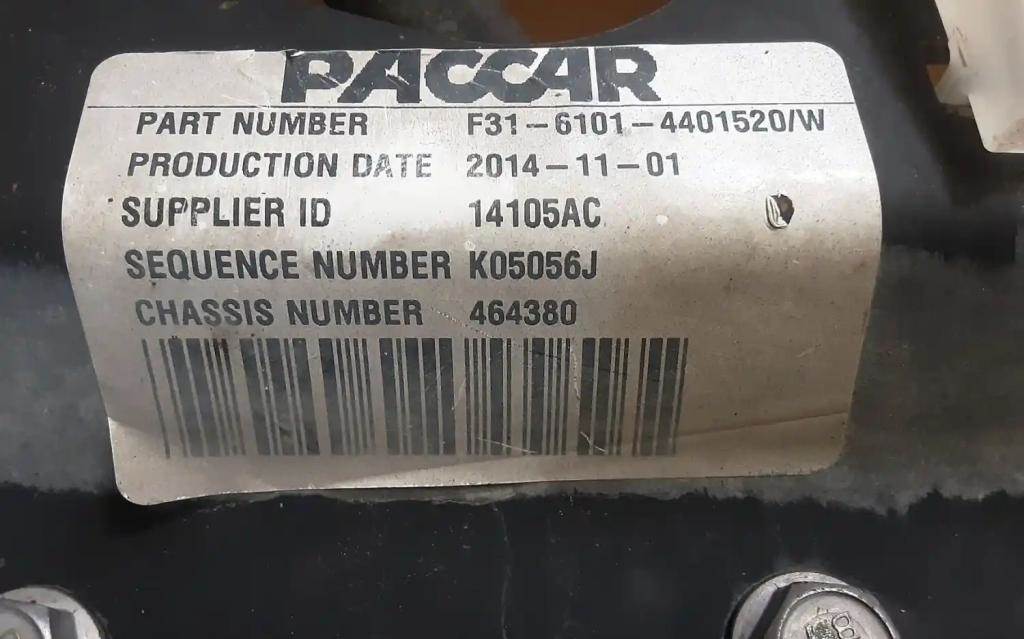 PACCAR
PART NUMBER F31-6101-4401520/W
PRODUCTION DATE 2014-11-01
SUPPLIER ID 14105AC
SEQUENCE NUMBER K05056J
CHASSIS NUMBER 464380